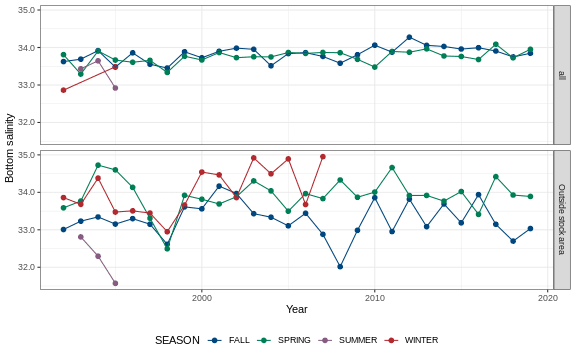 35.0
34.0
33.0
32.0
all
35.0
34.0
33.0
32.0
Outside stock area
Bottom salinity
2000
2010
2020
Year
SEASON FALL SPRING SUMMER WINTER